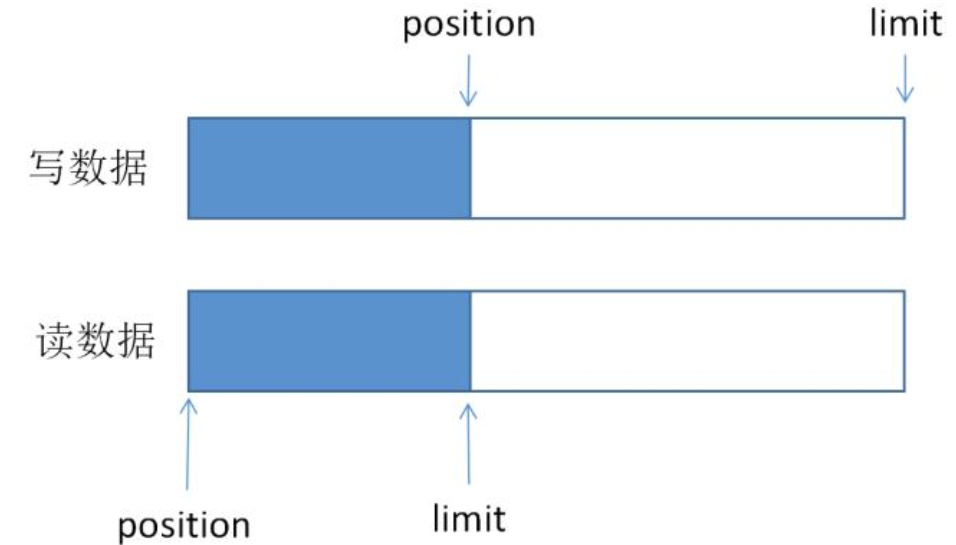 position limit
写数据
读数据
position limit